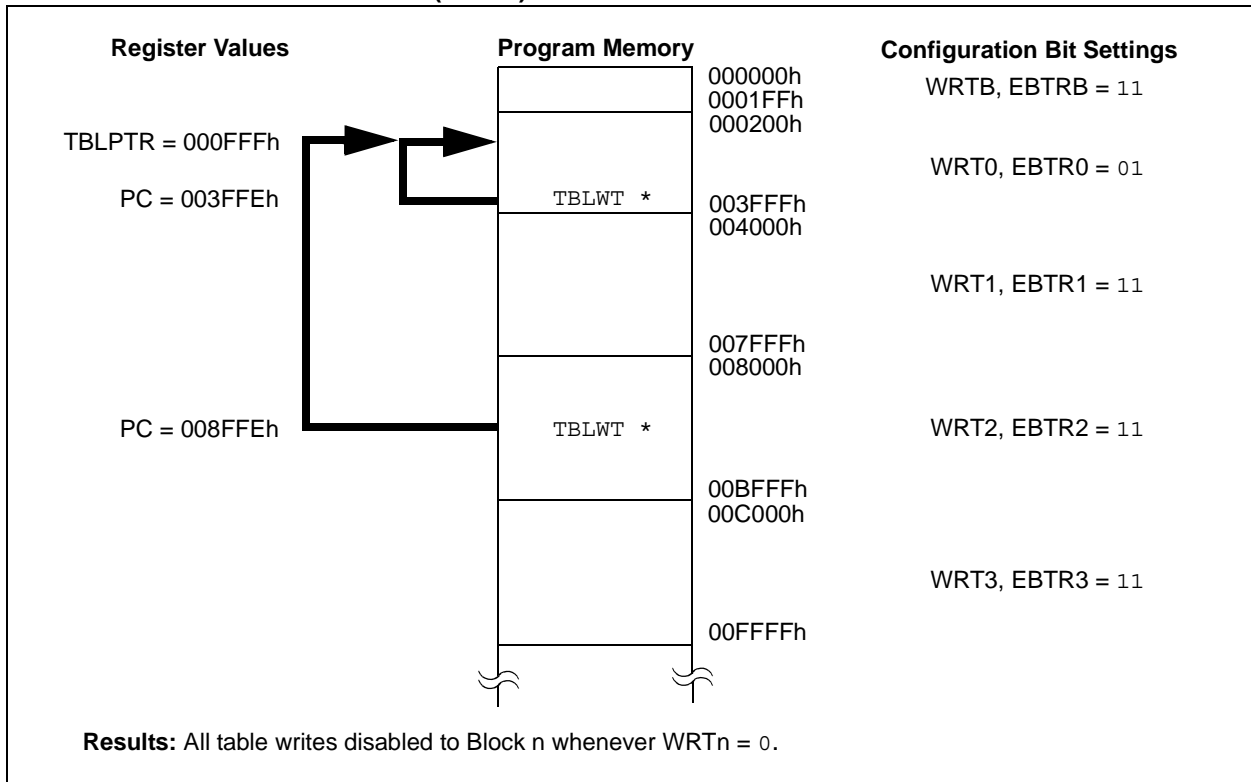 Register Values Program Memory Configuration Bit Settings
000000h
WRTB, EBTRB = 11
0001FFh
000200h
TBLPTR = 000FFFh
WRT0, EBTR0 = 01
PC = 003FFEh TBLWT * 003FFFh
004000h
WRT1, EBTR1 = 11
007FFFh
008000h
PC = 008FFEh TBLWT * WRT2, EBTR2 = 11
00BFFFh
00C000h
WRT3, EBTR3 = 11
00FFFFh
Results: All table writes disabled to Block n whenever WRTn = 0.